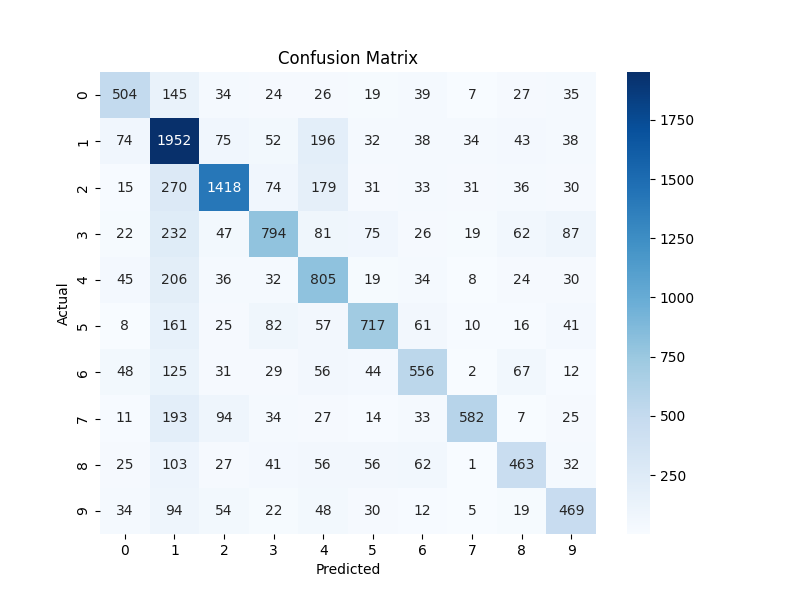 Confusion Matrix
0 504 145 34 24 26 19 39 7 27 35
1 74 1952 75 52 196 32 38 34 43 38
1750
2 15 270 1418 74 179 31 33 31 36 30
1500
3 22 232 47 794 81 75 26 19 62 87
1250
4 45 206 36 32 805 19 34 8 24 30
1000
Actual
5 8 161 25 82 57 717 61 10 16 41
750
6 48 125 31 29 56 44 556 2 67 12
500
7 11 193 94 34 27 14 33 582 7 25
250
8 25 103 27 41 56 56 62 1 463 32
9 34 94 54 22 48 30 12 5 19 469
0 1 2 3 4 5 6 7 8 9
Predicted